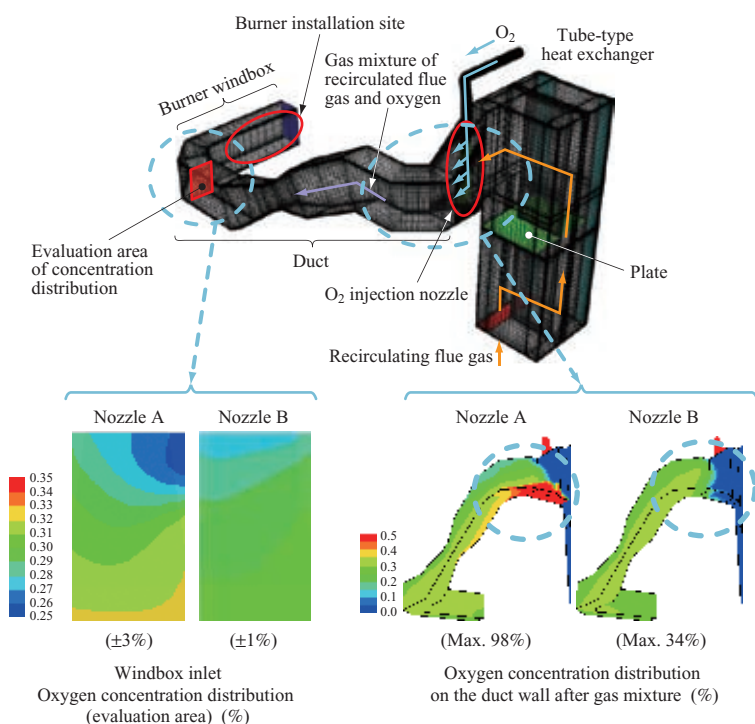 Burner installation site
O2
Tube-type
heat exchanger
Gas mixture of
recirculated flue
gas and oxygen
Burner windbox
Evaluation area
of concentration
distribution
Duct
O2 injection nozzle
Plate
Recirculating flue gas
Nozzle A
Nozzle B
0.35
0.34
0.33
0.32
0.31
0.30
0.29
0.28
0.27
0.26
0.25
(±3%)
(±1%)
Windbox inlet
Oxygen concentration distribution
(evaluation area) (%)
Nozzle A
Nozzle B
0.5
0.4
0.3
0.2
0.1
0.0
(Max. 98%)
(Max. 34%)
Oxygen concentration distribution
on the duct wall after gas mixture (%)